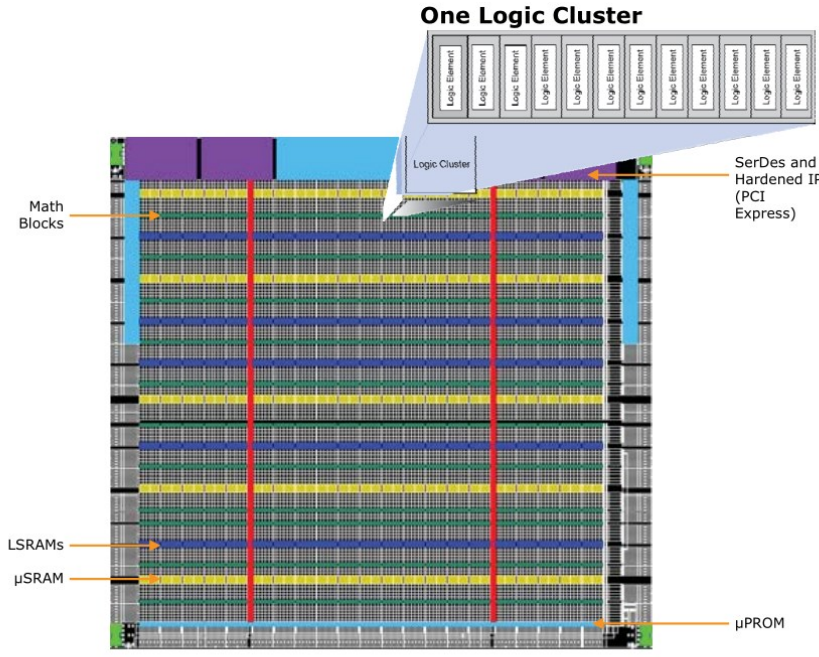 One Logic Cluster
Logic Element
Logic Element
Logic Element
Logic Element
Logic Element
Logic Element
Logic Element
Logic Element
Logic Element
Logic Element
Logic Element
Logic Element
Logic Cluster
SerDes and
Hardened IP
(PCI
Express)
Math
Blocks
LSRAMs
µSRAM
µPROM